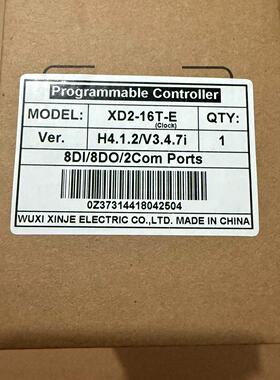 Programmable Controller
MODEL: XD2-16T-E (Clock) QTY:
Ver. H4.1.2/V3.4.7i 1
8DI/8DO/2Com Ports
0Z37314418042504
WUXI XINJE ELECTRIC CO.,LTD. MADE IN CHINA